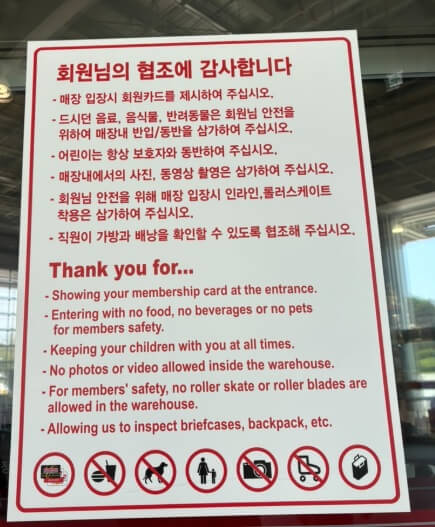 회원님의 협조에 감사합니다
- 매장 입장시 회원카드를 제시하여 주십시오.
- 드시던 음료, 음식물, 반려동물은 회원님 안전을
위하여 매장내 반입/동반을 삼가하여 주십시오.
- 어린이는 항상 보호자와 동반하여 주십시오.
- 매장내에서의 사진, 동영상 촬영은 삼가하여 주십시오.
- 회원님 안전을 위해 매장 입장시 인라인,롤러스케이트
착용은 삼가하여 주십시오.
- 직원이 가방과 배낭을 확인할 수 있도록 협조해 주십시오.
Thank you for...
- Showing your membership card at the entrance.
- Entering with no food, no beverages or no pets
for members safety.
- Keeping your children with you at all times.
- No photos or video allowed inside the warehouse.
- For members' safety, no roller skate or roller blades are
allowed in the warehouse.
- Allowing us to inspect briefcases, backpack, etc.